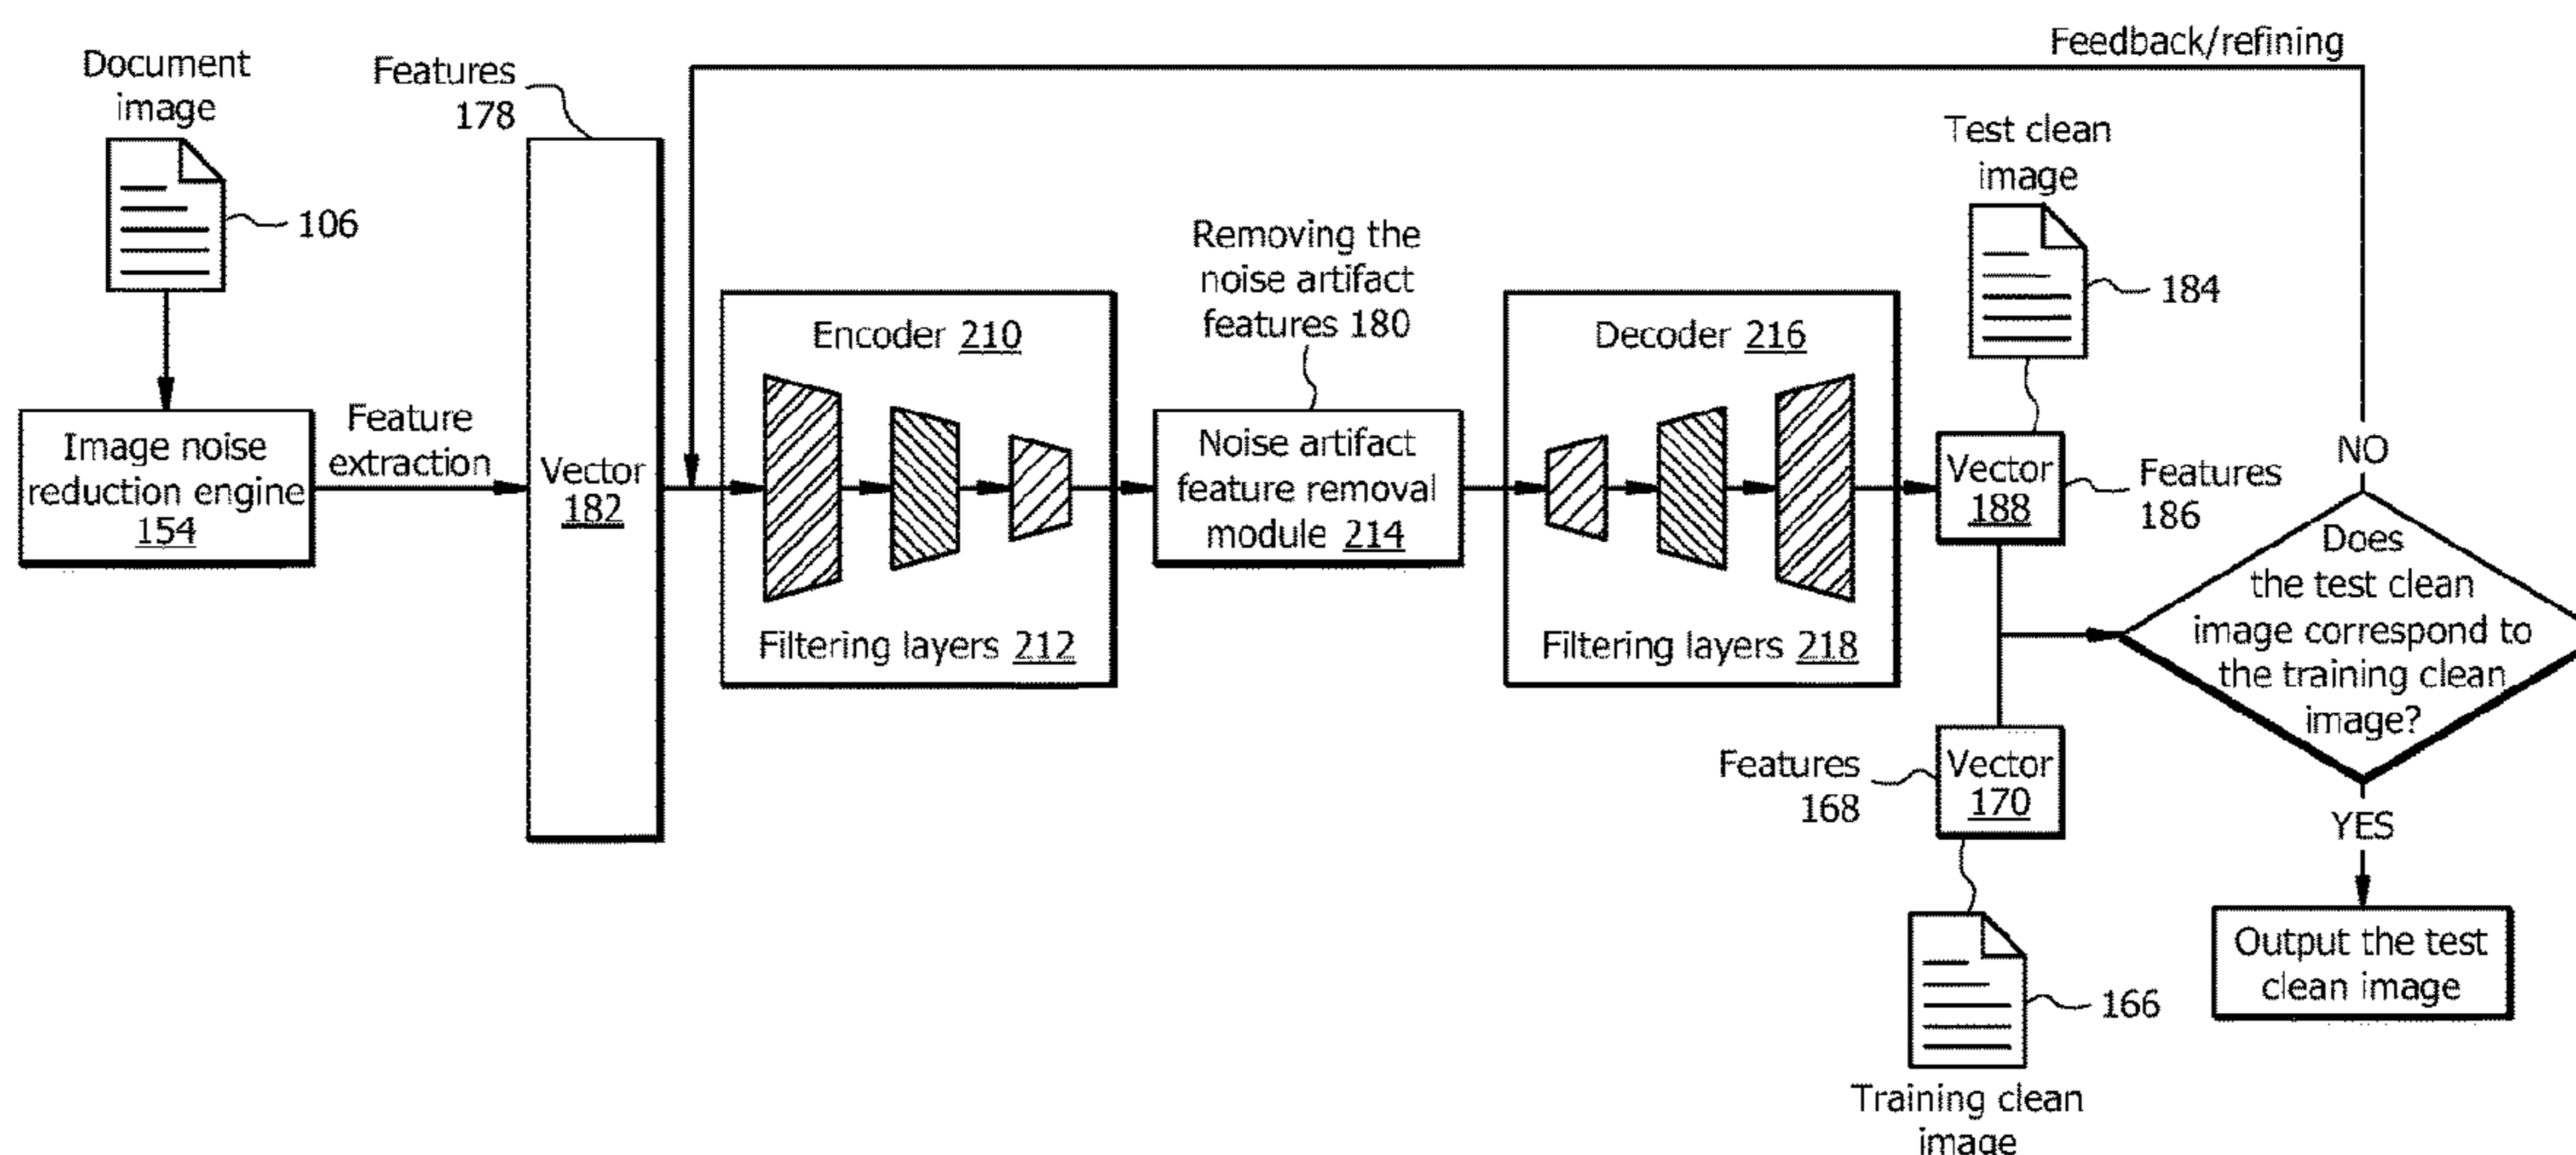 Document
image
106
Image noise
reduction engine
154
Feature
extraction
Features
178
Vector
182
Feedback/refining
Encoder 210
Filtering layers 212
Removing the
noise artifact
features 180
Noise artifact
feature removal
module 214
Decoder 216
Filtering layers 218
Test clean
image
184
Vector
188
Features
186
Features
168
Vector
170
166
Training clean
image
NO
Does
the test clean
image correspond to
the training clean
image?
YES
Output the test
clean image